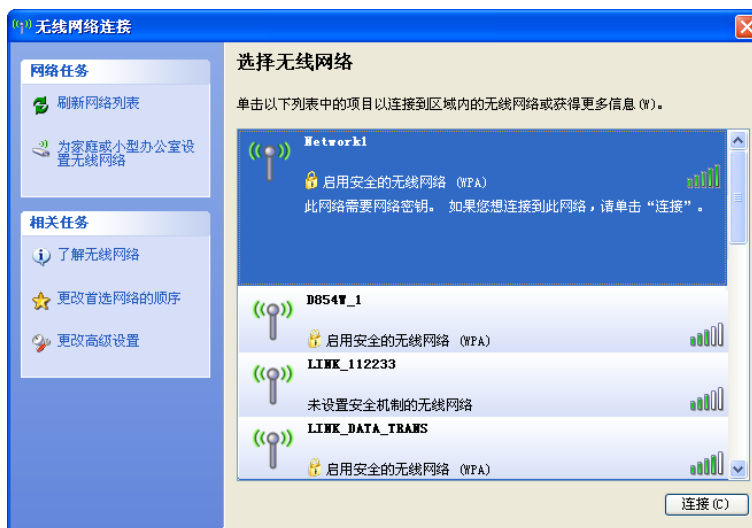 无线网络连接
网络任务
刷新网络列表
为家庭或小型办公室设
置无线网络
相关任务
了解无线网络
更改首选网络的顺序
更改高级设置
选择无线网络
单击以下列表中的项目以连接到区域内的无线网络或获得更多信息(W)。
Network1
启用安全的无线网络 (WPA)
此网络需要网络密钥。 如果您想连接到此网络，请单击“连接”。
D854W_1
启用安全的无线网络 (WPA)
LINK_112233
未设置安全机制的无线网络
LINK_DATA_TRANS
启用安全的无线网络 (WPA)
连接(C)